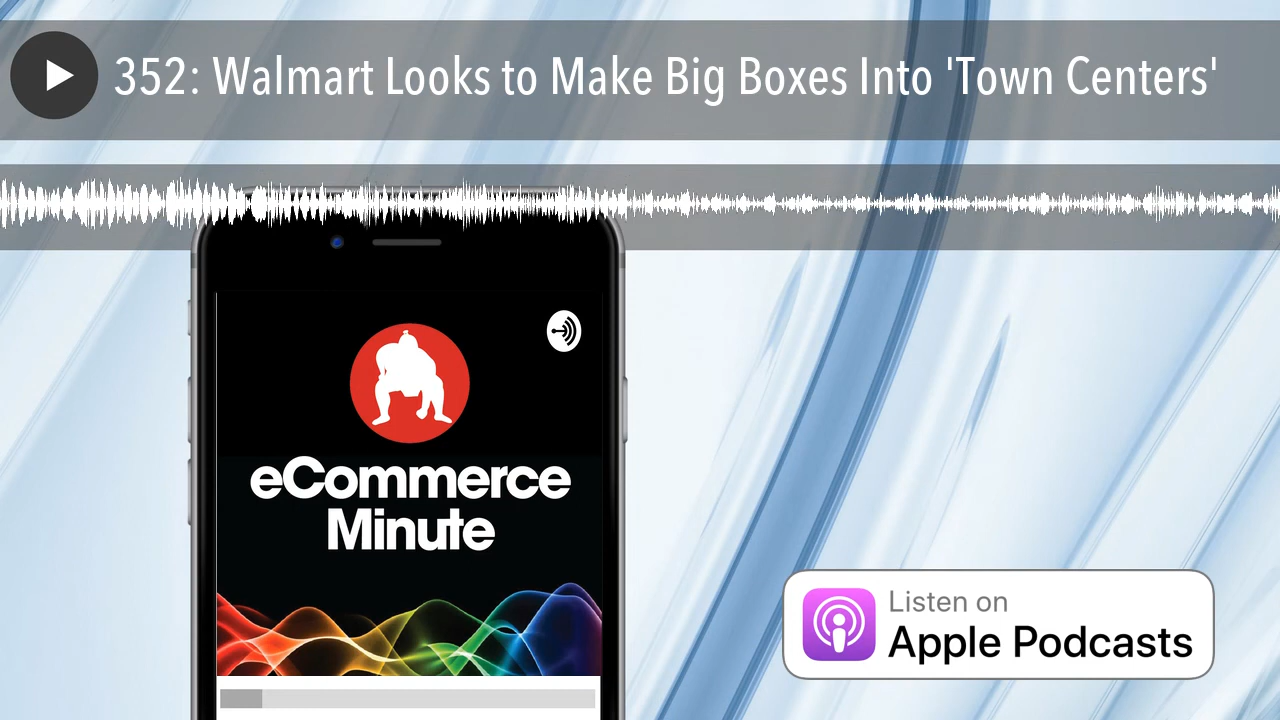 352: Walmart Looks to Make Big Boxes Into 'Town Centers'
eCommerce
Minute
Listen on
Apple Podcasts